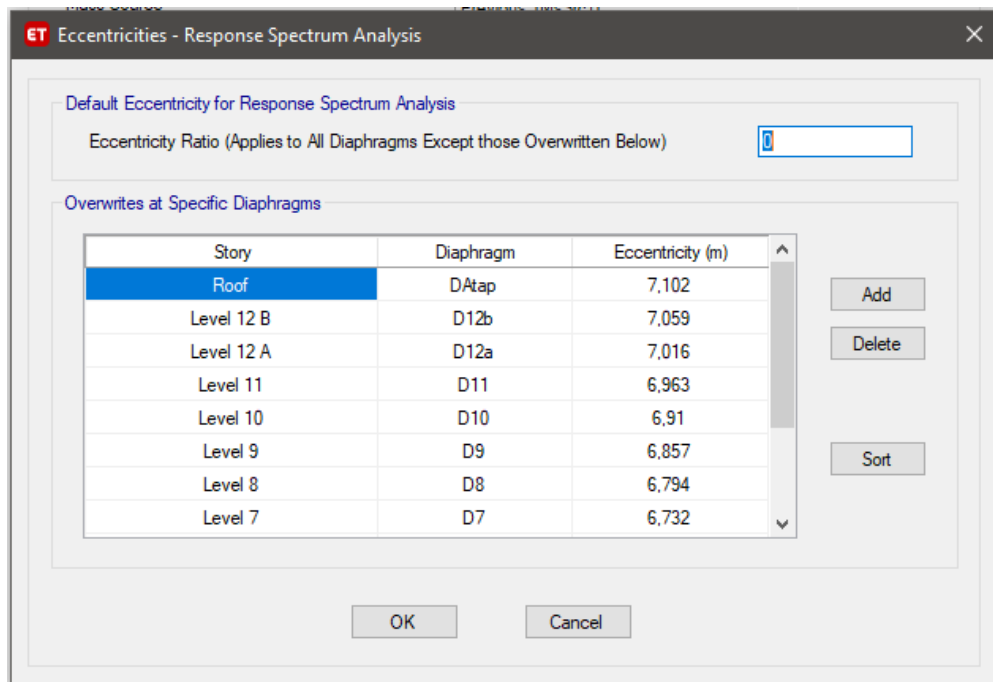 ET Eccentricities - Response Spectrum Analysis
Default Eccentricity for Response Spectrum Analysis
Eccentricity Ratio (Applies to All Diaphragms Except those Overwritten Below) 0
Overwrites at Specific Diaphragms
Story Diaphragm Eccentricity (m)
Roof DAtap 7,102
Level 12 B D12b 7,059
Level 12 A D12a 7,016
Level 11 D11 6,963
Level 10 D10 6,91
Level 9 D9 6,857
Level 8 D8 6,794
Level 7 D7 6,732
Add
Delete
Sort
OK Cancel